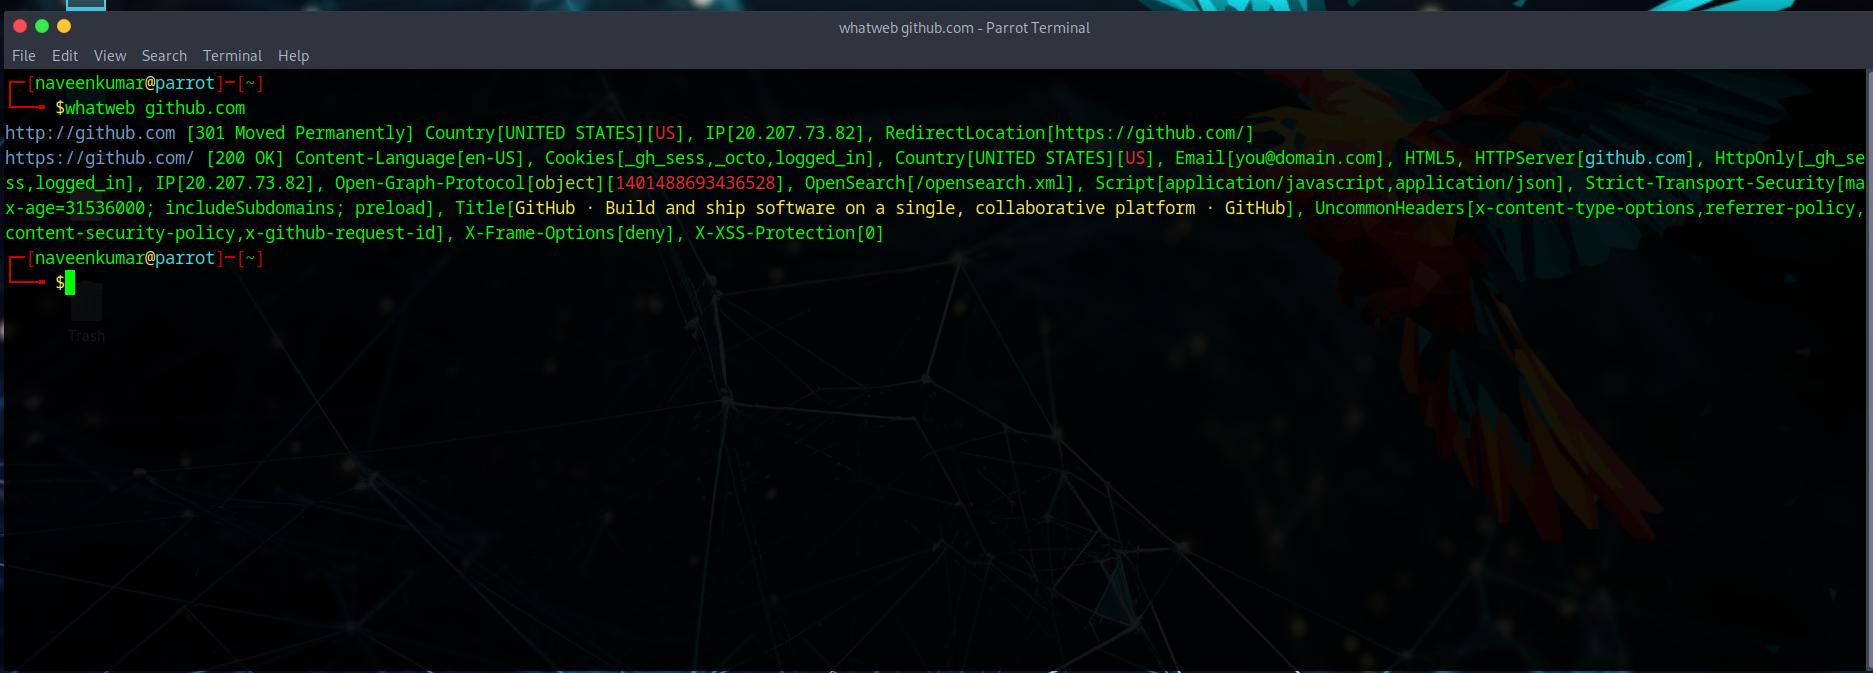 whatweb github.com - Parrot Terminal
File Edit View Search Terminal Help
┌─[naveenkumar@parrot]─[~]
└──╼ $whatweb github.com
http://github.com [301 Moved Permanently] Country[UNITED STATES][US], IP[20.207.73.82], RedirectLocation[https://github.com/]
https://github.com/ [200 OK] Content-Language[en-US], Cookies[_gh_sess,_octo,logged_in], Country[UNITED STATES][US], Email[you@domain.com], HTML5, HTTPServer[github.com], HttpOnly[_gh_se
ss,logged_in], IP[20.207.73.82], Open-Graph-Protocol[object][1401488693436528], OpenSearch[/opensearch.xml], Script[application/javascript,application/json], Strict-Transport-Security[ma
x-age=31536000; includeSubdomains; preload], Title[GitHub · Build and ship software on a single, collaborative platform · GitHub], UncommonHeaders[x-content-type-options,referrer-policy,
content-security-policy,x-github-request-id], X-Frame-Options[deny], X-XSS-Protection[0]
┌─[naveenkumar@parrot]─[~]
└──╼ $
Trash